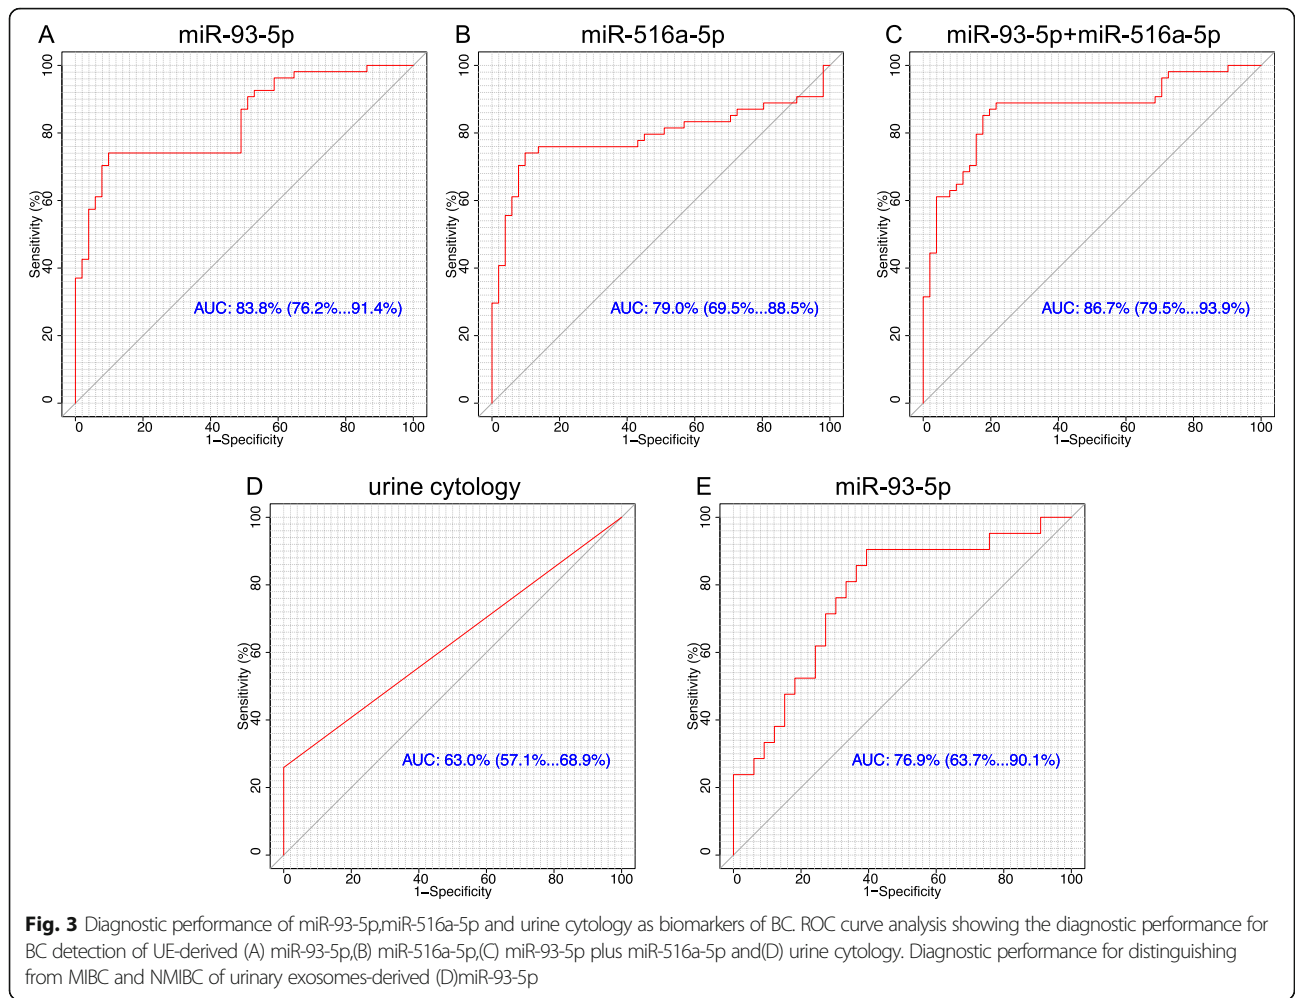 A miR-93-5p
B miR-516a-5p
C miR-93-5p+miR-516a-5p
Sensitivity (%)
0 20 40 60 80 100
AUC: 83.8% (76.2%...91.4%)
0 20 40 60 80 100
1–Specificity
Sensitivity (%)
0 20 40 60 80 100
AUC: 79.0% (69.5%...88.5%)
0 20 40 60 80 100
1–Specificity
Sensitivity (%)
0 20 40 60 80 100
AUC: 86.7% (79.5%...93.9%)
0 20 40 60 80 100
1–Specificity
D urine cytology
E miR-93-5p
Sensitivity (%)
0 20 40 60 80 100
AUC: 63.0% (57.1%...68.9%)
0 20 40 60 80 100
1–Specificity
Sensitivity (%)
0 20 40 60 80 100
AUC: 76.9% (63.7%...90.1%)
0 20 40 60 80 100
1–Specificity
Fig. 3 Diagnostic performance of miR-93-5p,miR-516a-5p and urine cytology as biomarkers of BC. ROC curve analysis showing the diagnostic performance for
BC detection of UE-derived (A) miR-93-5p,(B) miR-516a-5p,(C) miR-93-5p plus miR-516a-5p and(D) urine cytology. Diagnostic performance for distinguishing
from MIBC and NMIBC of urinary exosomes-derived (D)miR-93-5p